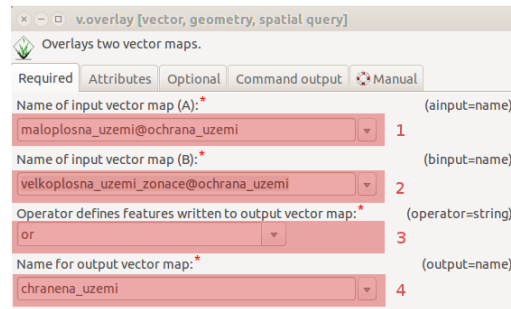 v.overlay [vector, geometry, spatial query]
Overlays two vector maps.
Required Attributes Optional Command output Manual
Name of input vector map (A):* (ainput=name)
maloplosna_uzemi@ochrana_uzemi 1
Name of input vector map (B):* (binput=name)
velkoplosna_uzemi_zonace@ochrana_uzemi 2
Operator defines features written to output vector map:* (operator=string)
or 3
Name for output vector map:* (output=name)
chranena_uzemi 4